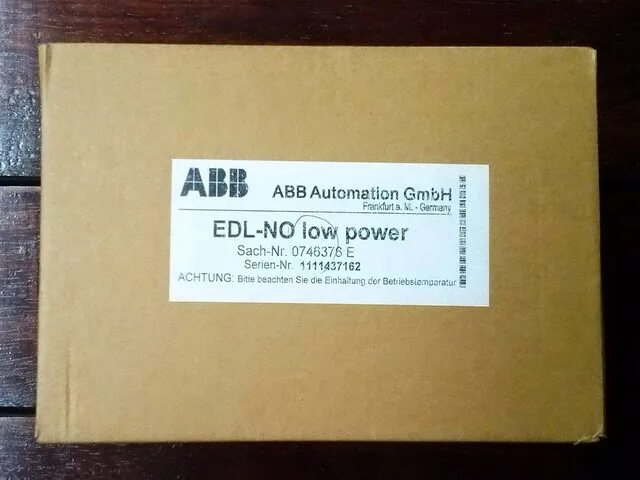 ABB ABB Automation GmbH
Frankfurt a. M. - Germany
EDL-NO low power
Sach-Nr. 0746376 E
Serien-Nr. 1111437162
ACHTUNG: Bitte beachten Sie die Einhaltung der Betriebstemperatur